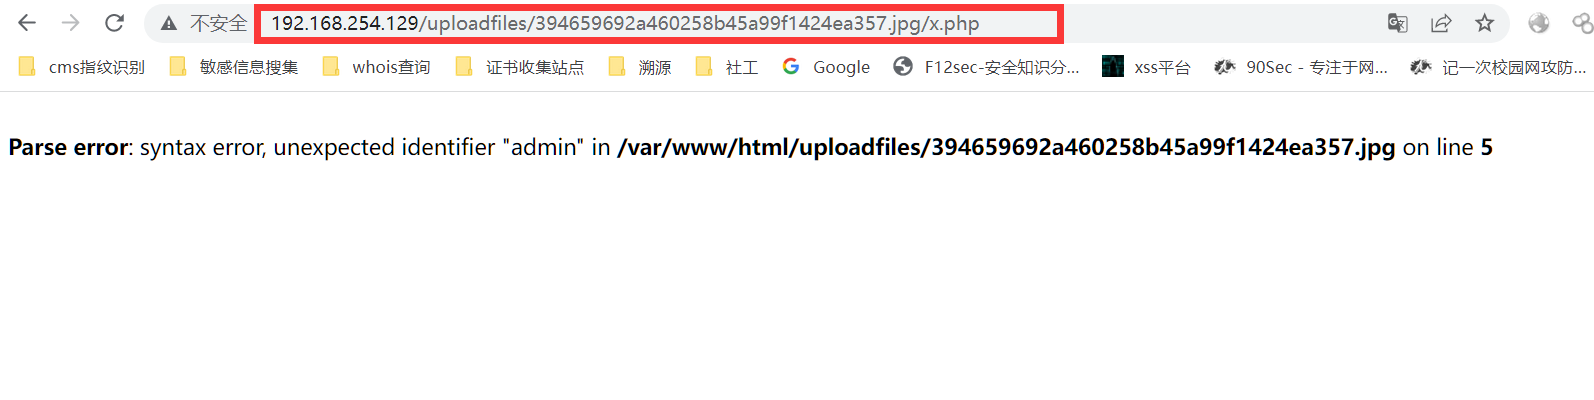 不安全 192.168.254.129/uploadfiles/394659692a460258b45a99f1424ea357.jpg/x.php
cms指纹识别 敏感信息搜集 whois查询 证书收集站点 溯源 社工 Google F12sec-安全知识分... xss平台 90Sec - 专注于网... 记一次校园网攻防...
Parse error: syntax error, unexpected identifier "admin" in /var/www/html/uploadfiles/394659692a460258b45a99f1424ea357.jpg on line 5